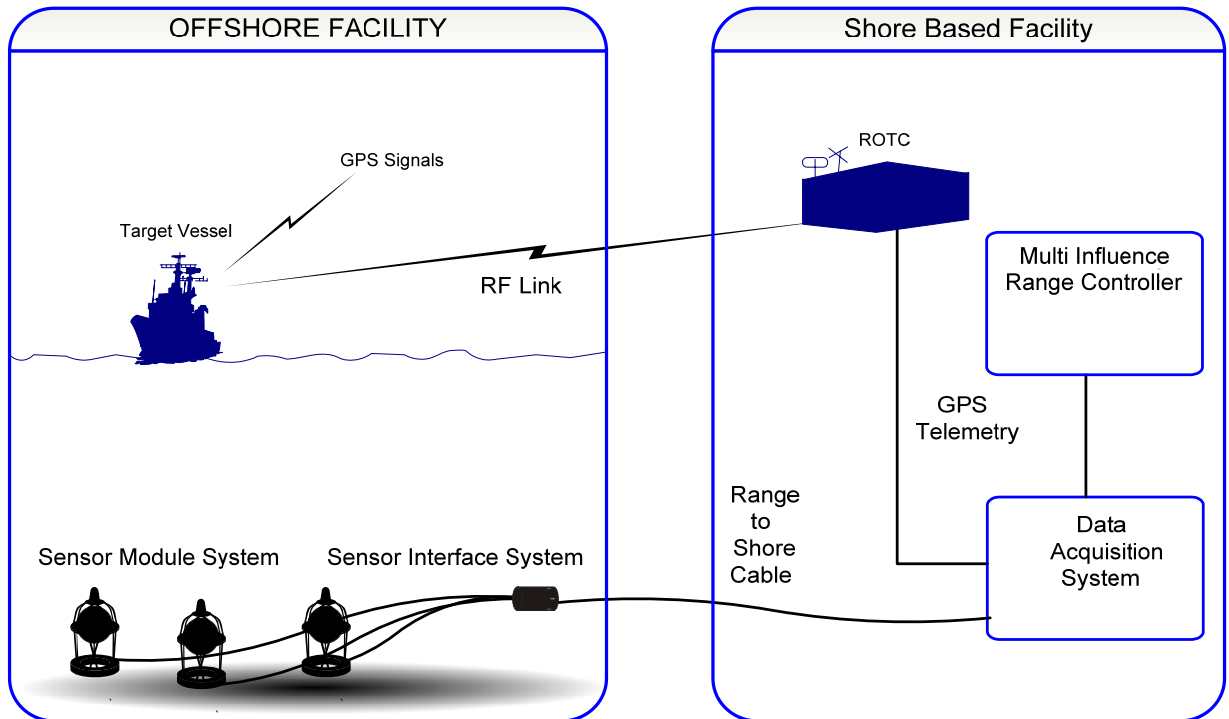 OFFSHORE FACILITY
GPS Signals
Target Vessel
RF Link
Sensor Module System
Sensor Interface System
Shore Based Facility
ROTC
Multi Influence
Range Controller
GPS
Telemetry
Range
to
Shore
Cable
Data
Acquisition
System